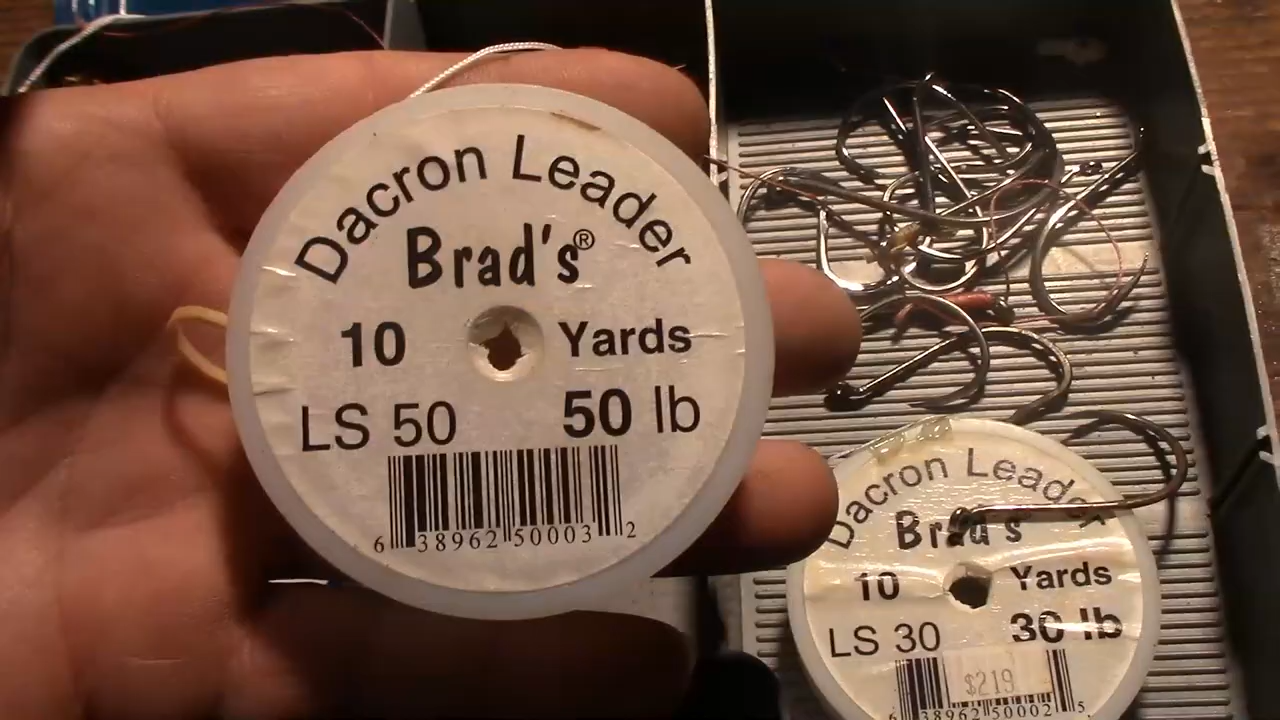 Dacron Leader
Brad's®
10 Yards
LS 50 50 lb
6 38962 50003 2
Dacron Leader
Brad's
10 Yards
LS 30 30 lb
$219
6 38962 50002 5